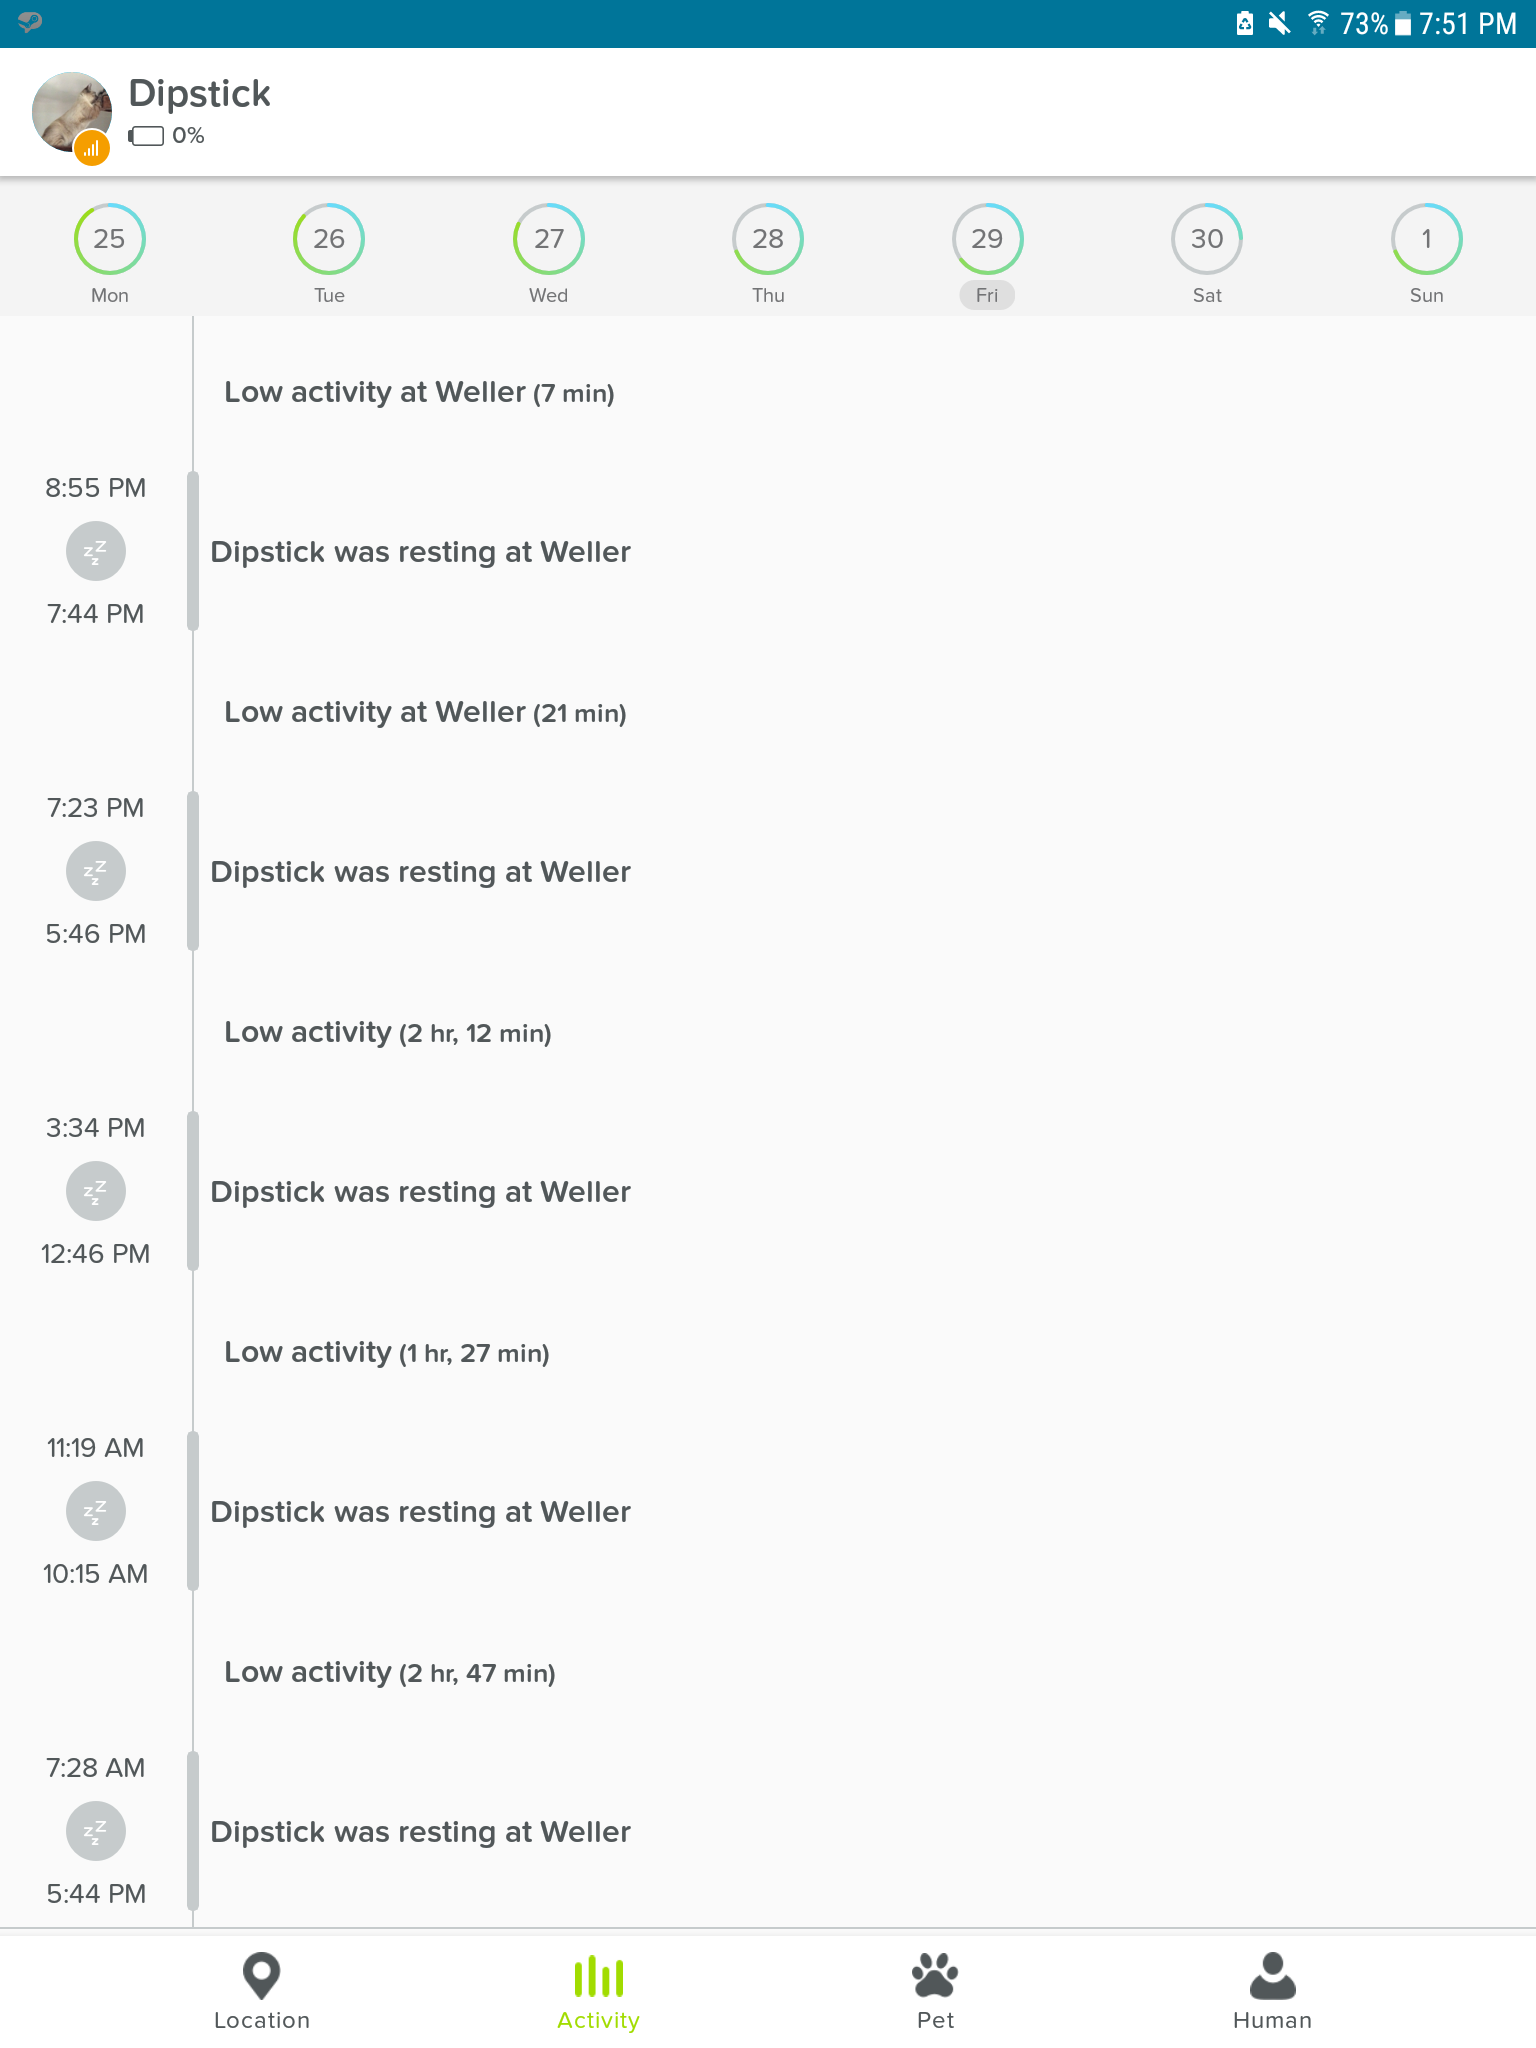 73% 7:51 PM
Dipstick
0%
25 26 27 28 29 30 1
Mon Tue Wed Thu Fri Sat Sun
Low activity at Weller (7 min)
8:55 PM
Dipstick was resting at Weller
7:44 PM
Low activity at Weller (21 min)
7:23 PM
Dipstick was resting at Weller
5:46 PM
Low activity (2 hr, 12 min)
3:34 PM
Dipstick was resting at Weller
12:46 PM
Low activity (1 hr, 27 min)
11:19 AM
Dipstick was resting at Weller
10:15 AM
Low activity (2 hr, 47 min)
7:28 AM
Dipstick was resting at Weller
5:44 PM
Location Activity Pet Human